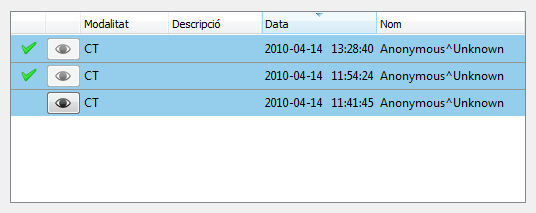 Modalitat Descripció Data Nom
CT 2010-04-14 13:28:40 Anonymous^Unknown
CT 2010-04-14 11:54:24 Anonymous^Unknown
CT 2010-04-14 11:41:45 Anonymous^Unknown